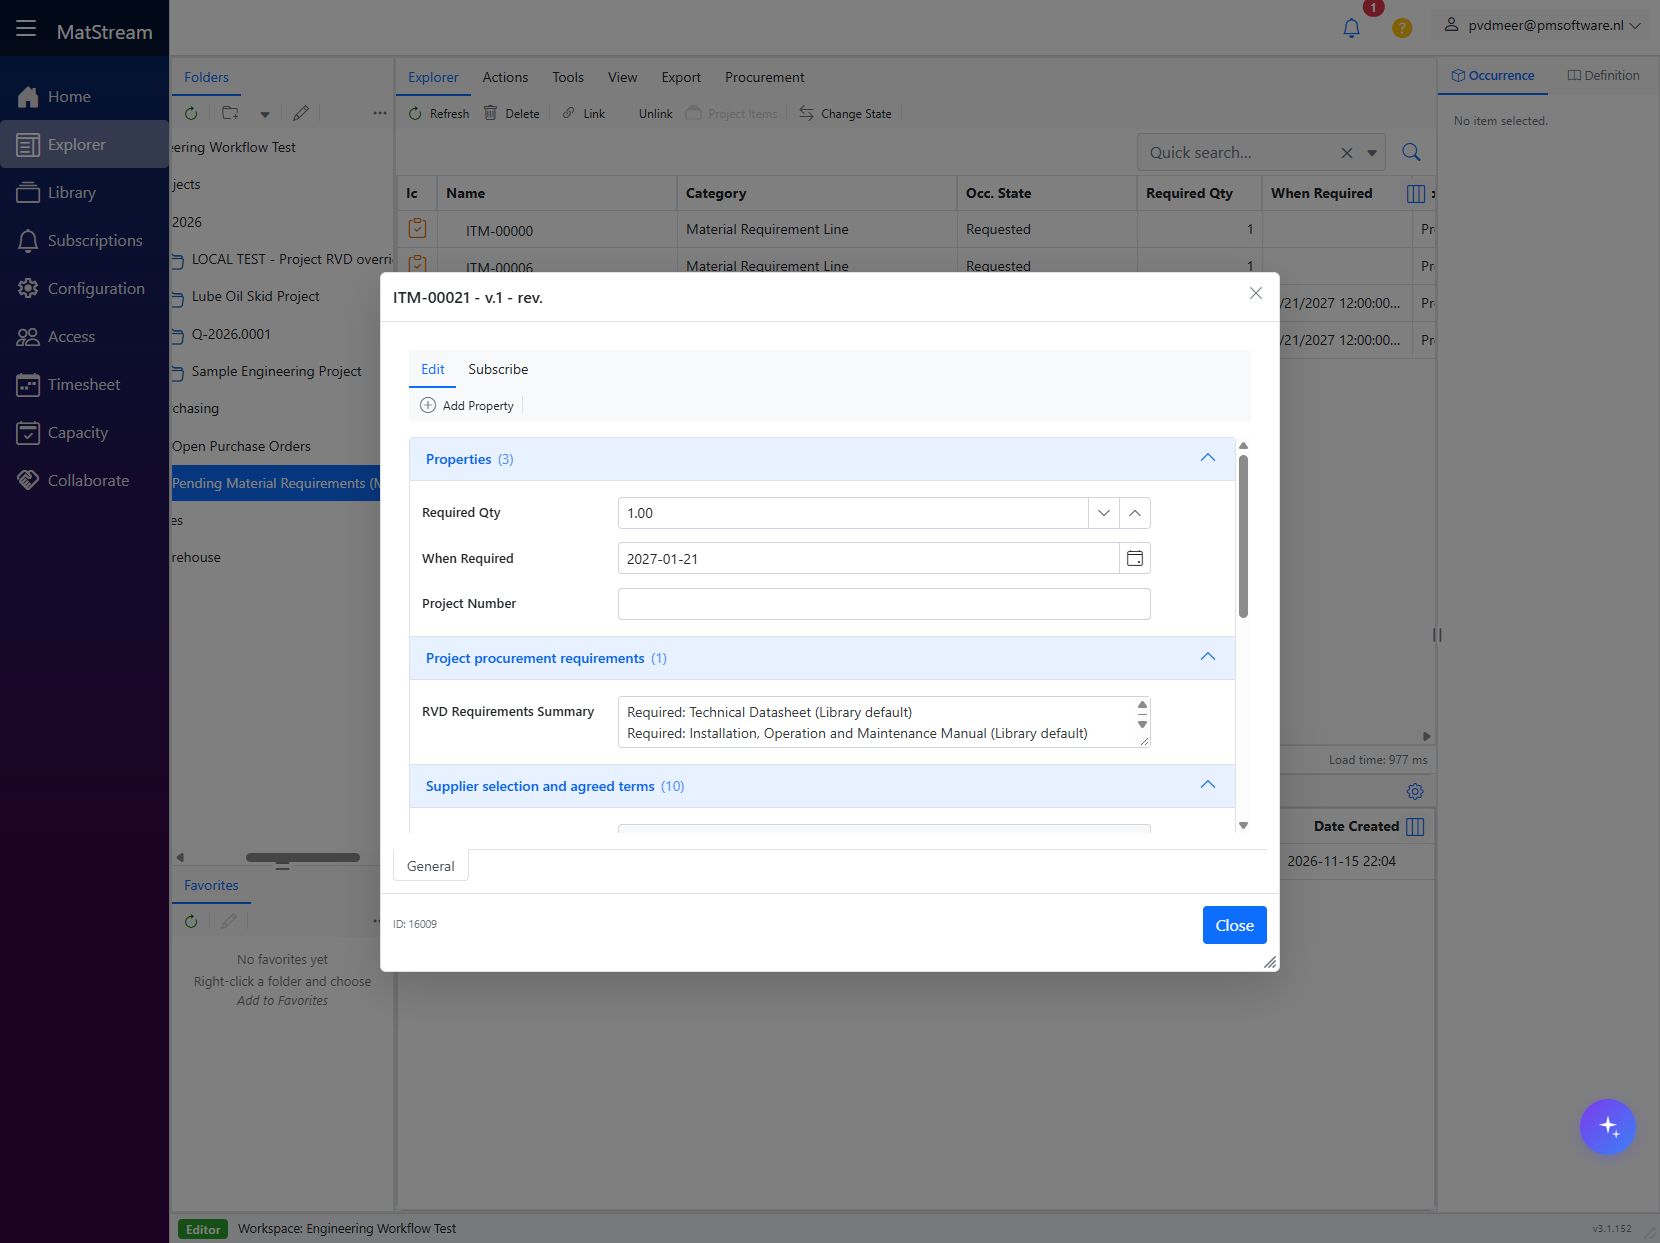 MatStream
1
?
pvdmeer@pmsoftware.nl
Home
Explorer
Library
Subscriptions
Configuration
Access
Timesheet
Capacity
Collaborate
Folders
ering Workflow Test
jects
2026
LOCAL TEST - Project RVD overri
Lube Oil Skid Project
Q-2026.0001
Sample Engineering Project
chasing
Open Purchase Orders
Pending Material Requirements (M
es
rehouse
Favorites
No favorites yet
Right-click a folder and choose
Add to Favorites
Explorer Actions Tools View Export Procurement
Refresh Delete Link Unlink Project Items Change State
Quick search...
Ic Name Category Occ. State Required Qty When Required
ITM-00000 Material Requirement Line Requested 1 Pr
ITM-00006 Material Requirement Line Requested 1 Pr
/21/2027 12:00:00... Pr
/21/2027 12:00:00... Pr
Load time: 977 ms
Date Created
2026-11-15 22:04
Occurrence Definition
No item selected.
ITM-00021 - v.1 - rev.
Edit Subscribe
Add Property
Properties (3)
Required Qty 1.00
When Required 2027-01-21
Project Number
Project procurement requirements (1)
RVD Requirements Summary Required: Technical Datasheet (Library default)
Required: Installation, Operation and Maintenance Manual (Library default)
Supplier selection and agreed terms (10)
General
ID: 16009
Close
Editor Workspace: Engineering Workflow Test
v3.1.152